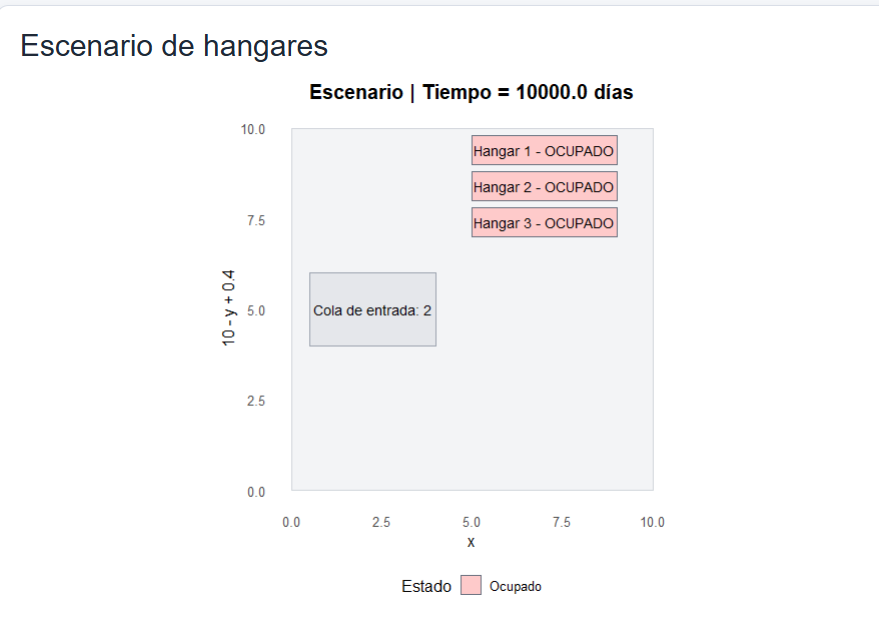 Escenario de hangares
Escenario | Tiempo = 10000.0 días
10.0
7.5
5.0
2.5
0.0
10 - y + 0.4
Hangar 1 - OCUPADO
Hangar 2 - OCUPADO
Hangar 3 - OCUPADO
Cola de entrada: 2
0.0 2.5 5.0 7.5 10.0
x
Estado Ocupado